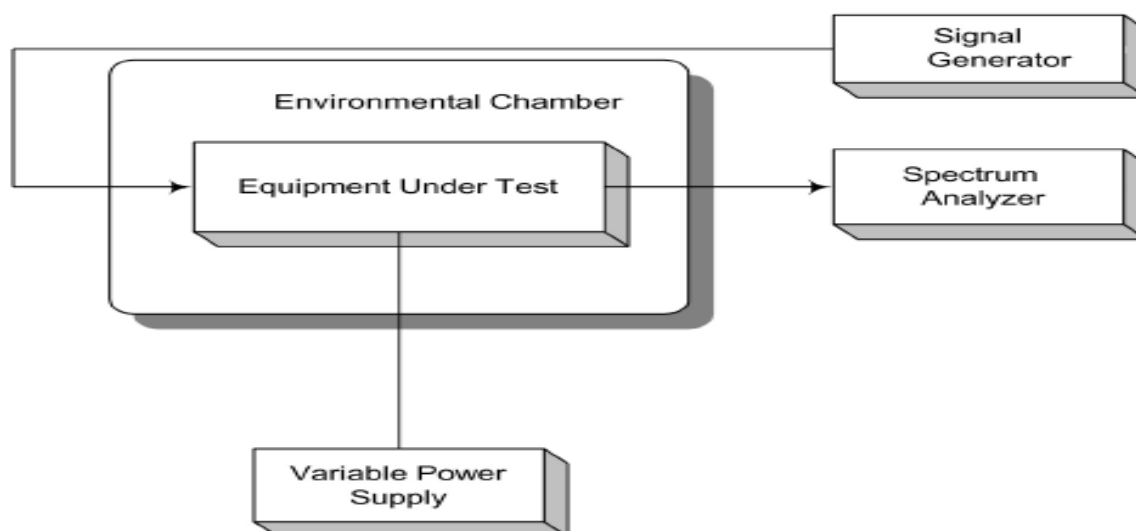 Signal
Generator
Environmental Chamber
Equipment Under Test
Spectrum
Analyzer
Variable Power
Supply